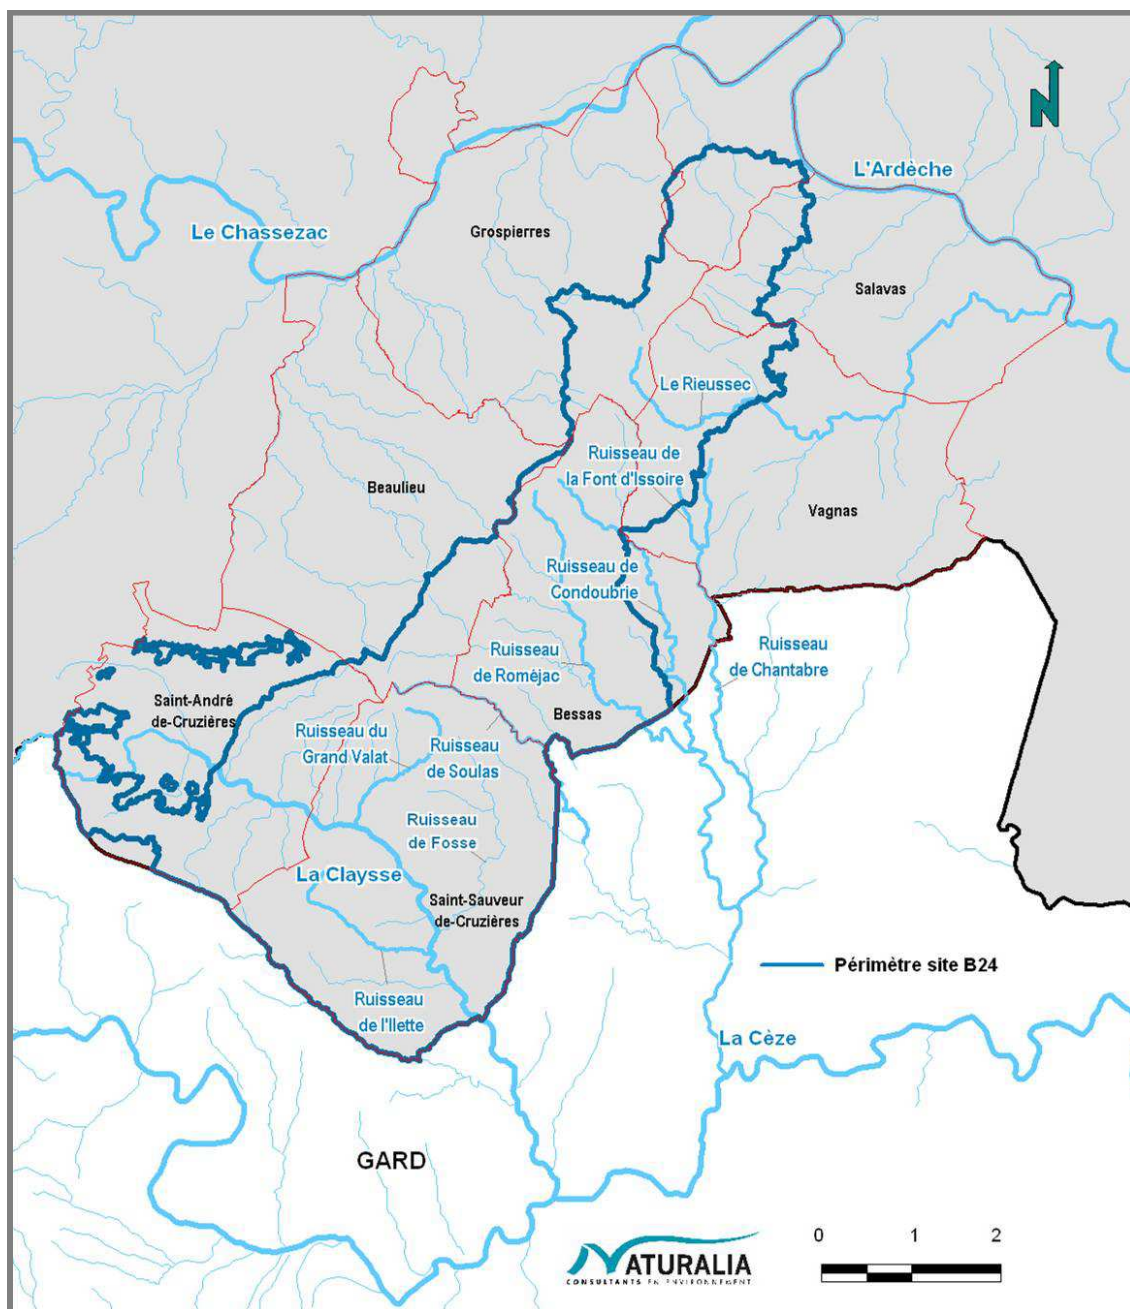 L'Ardèche
Le Chassezac
Grospierres
Salavas
Le Rieussec
Ruisseau de
la Font d'Issoire
Beaulieu
Vagnas
Ruisseau de
Condoubrie
Ruisseau
de Chantabre
Ruisseau
de Roméjac
Saint-André
de-Cruzières
Bessas
Ruisseau du
Grand Valat
Ruisseau
de Soulas
Ruisseau
de Fosse
La Claysse
Saint-Sauveur
de-Cruzières
Périmètre site B24
Ruisseau
de l'Ilette
La Cèze
GARD
N
0 1 2
NATURALIA
CONSULTANTS EN ENVIRONNEMENT